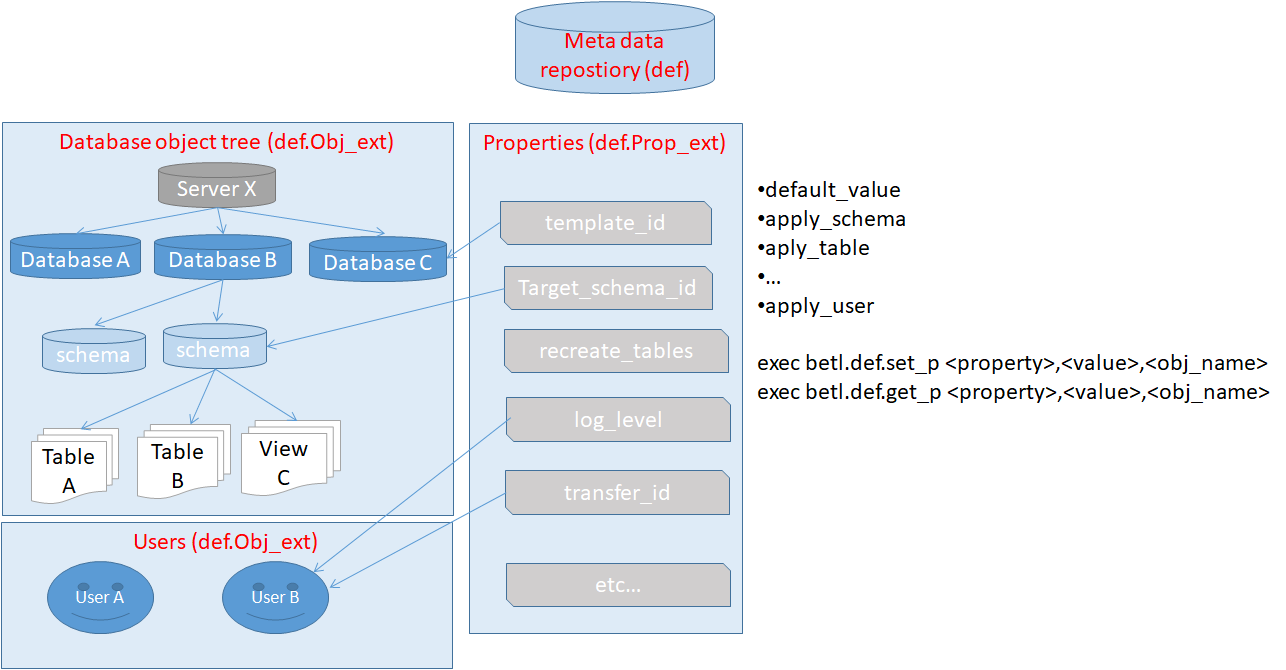 Meta data
repostiory (def)
Database object tree (def.Obj_ext)
Server X
Database A
Database B
Database C
schema
schema
Table
A
Table
B
View
C
Users (def.Obj_ext)
User A
User B
Properties (def.Prop_ext)
template_id
Target_schema_id
recreate_tables
log_level
transfer_id
etc...
•default_value
•apply_schema
•aply_table
•...
•apply_user
exec betl.def.set_p <property>,<value>,<obj_name>
exec betl.def.get_p <property>,<value>,<obj_name>